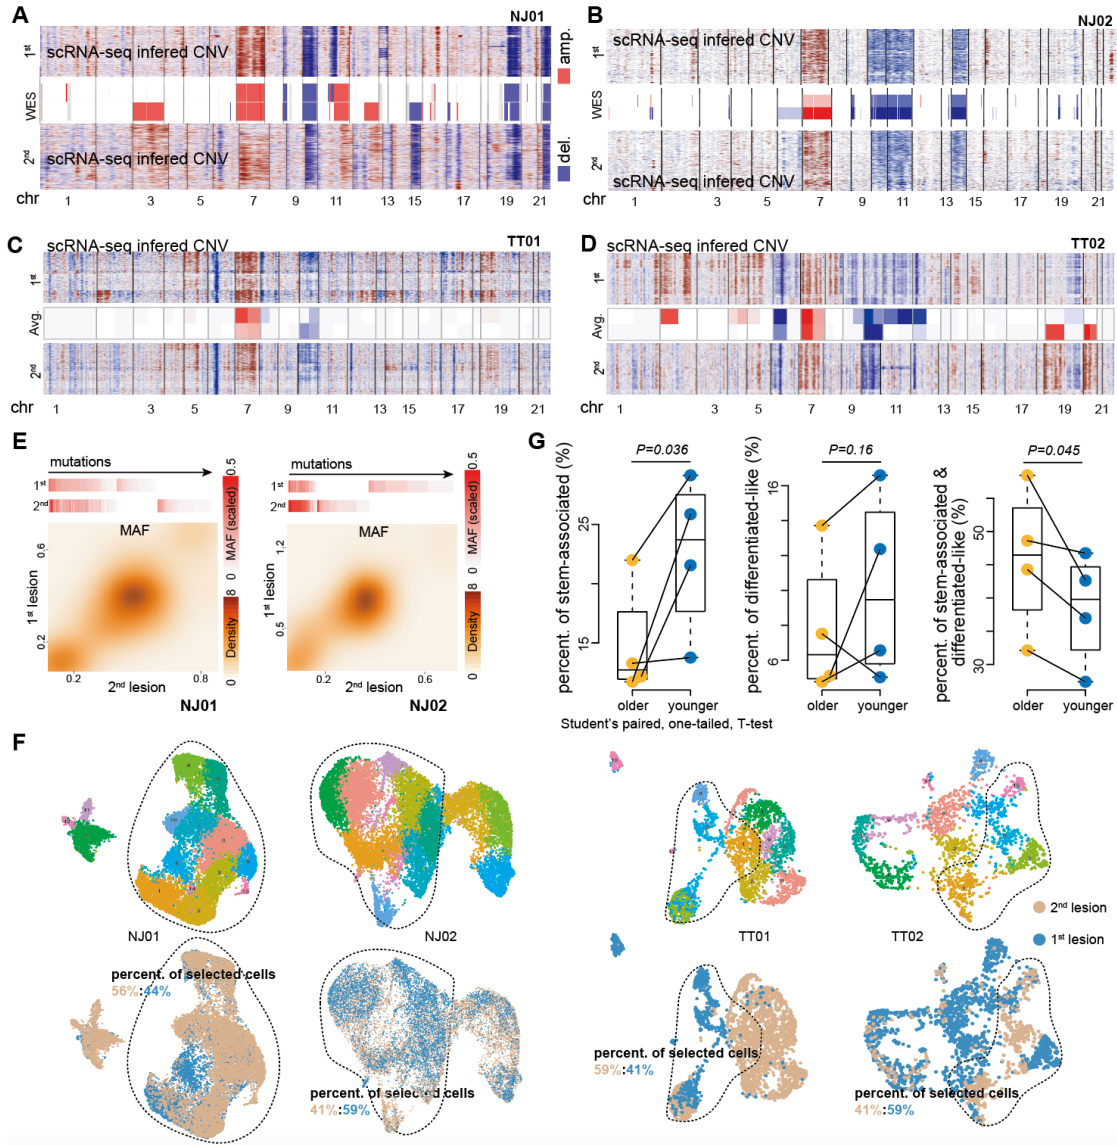 A
NJ01
scRNA-seq infered CNV
1st
WES
2nd
scRNA-seq infered CNV
chr 1 3 5 7 9 11 13 15 17 19 21
amp.
del.
B
NJ02
scRNA-seq infered CNV
1st
WES
2nd
scRNA-seq infered CNV
chr 1 3 5 6 7 9 11 13 14 15 17 19 21
C
scRNA-seq infered CNV
TT01
1st
Avg.
2nd
chr 1 3 5 7 9 11 13 15 17 19 21
D
scRNA-seq infered CNV
TT02
1st
Avg.
2nd
chr 1 3 5 7 9 11 13 15 17 19 21
E
mutations
1st
2nd
MAF
0.6
0.2
1st lesion
0.2 0.8
2nd lesion
NJ01
0 MAF (scaled) 0.5
0 Density 8
mutations
1st
2nd
MAF
1.2
0.5
1st lesion
0.2 0.6
2nd lesion
NJ02
0 MAF (scaled) 0.5
0 Density 8
G
percent. of stem-associated (%)
P=0.036
25
15
older younger
percent. of differentiated-like (%)
P=0.16
16
6
older younger
percent. of stem-associated &
differentiated-like (%)
P=0.045
50
30
older younger
Student's paired, one-tailed, T-test
F
NJ01
NJ02
TT01
TT02
2nd lesion
1st lesion
percent. of selected cells
56%:44%
percent. of selected cells
41%:59%
percent. of selected cells
59%:41%
percent. of selected cells
41%:59%